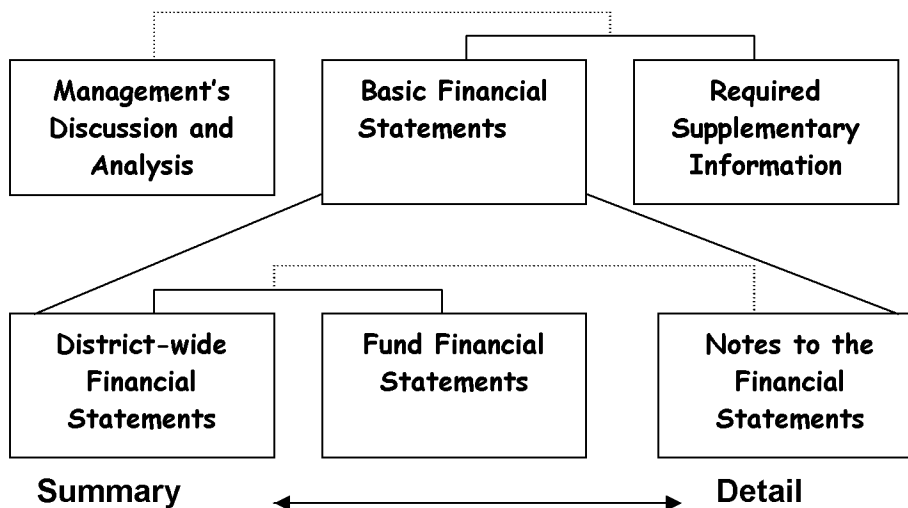 Management's
Discussion and
Analysis
Basic Financial
Statements
Required
Supplementary
Information
District-wide
Financial
Statements
Fund Financial
Statements
Notes to the
Financial
Statements
Summary
Detail